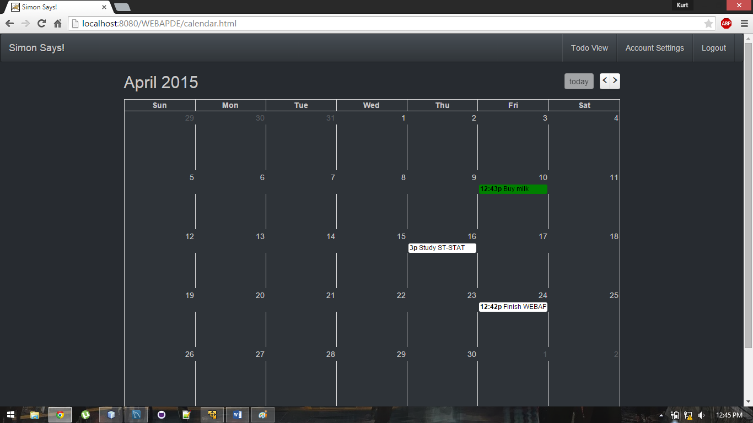 Simon Says!
Kurt
localhost:8080/WEBAPDE/calendar.html
ABP
Simon Says!
Todo View
Account Settings
Logout
April 2015
today
Sun Mon Tue Wed Thu Fri Sat
29 30 31 1 2 3 4
5 6 7 8 9 10 11
12:43p Buy milk
12 13 14 15 16 17 18
3p Study ST-STAT
19 20 21 22 23 24 25
12:42p Finish WEBAP
26 27 28 29 30 1 2
12:45 PM